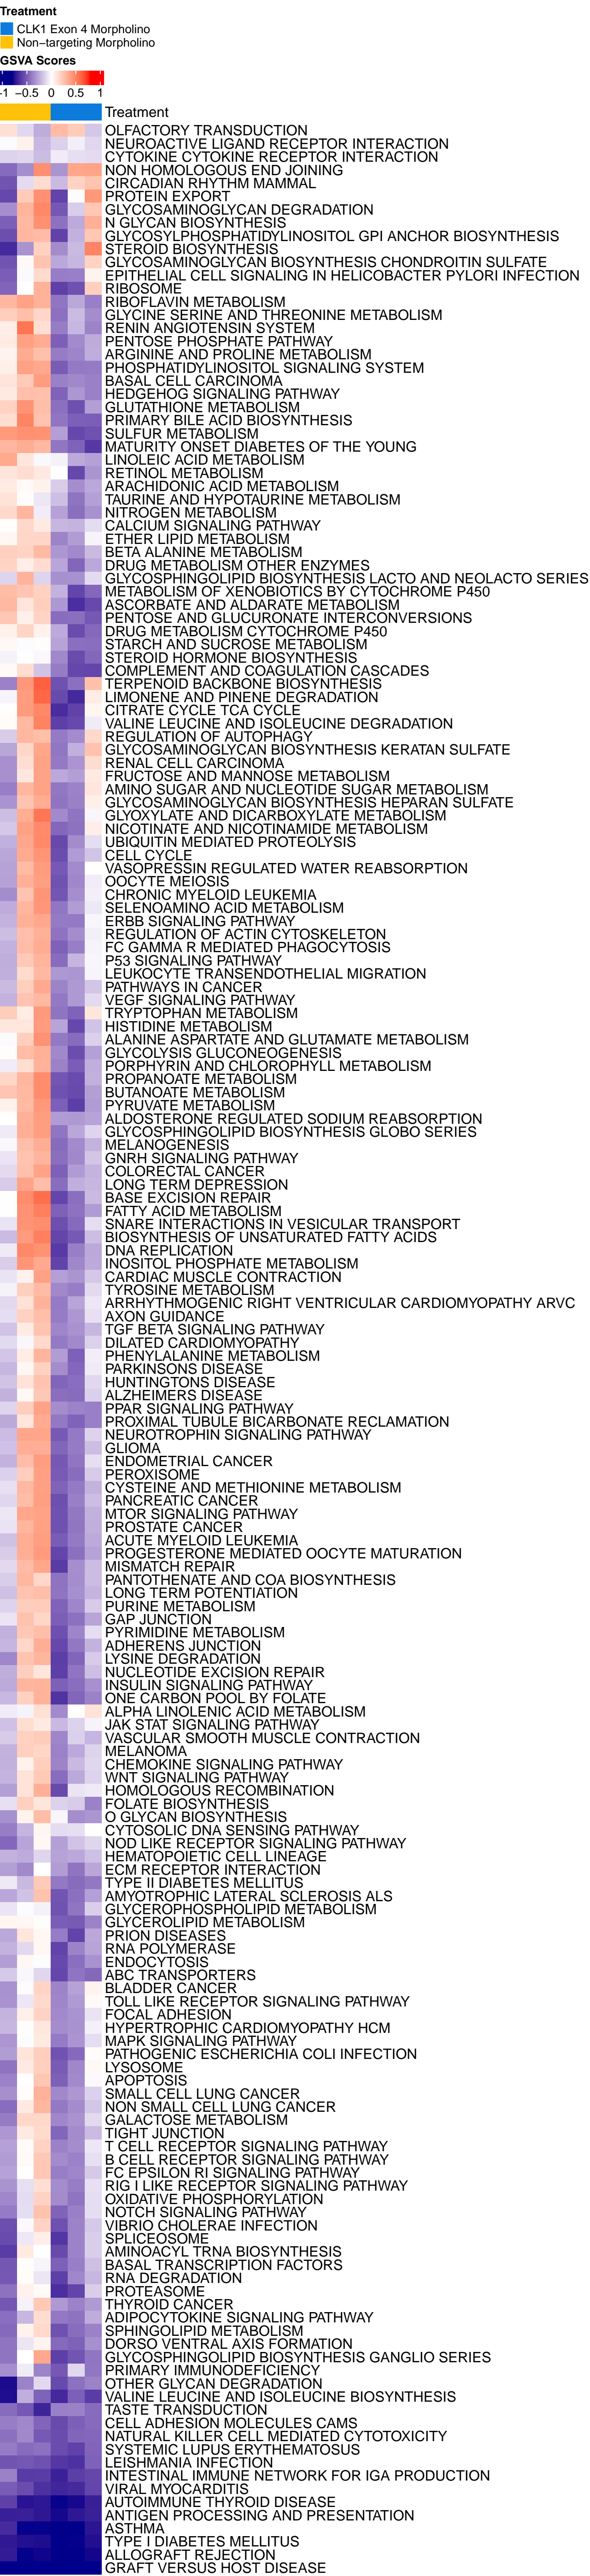 Treatment
CLK1 Exon 4 Morpholino
Non−targeting Morpholino
GSVA Scores
−1 −0.5 0 0.5 1
Treatment
OLFACTORY TRANSDUCTION
NEUROACTIVE LIGAND RECEPTOR INTERACTION
CYTOKINE CYTOKINE RECEPTOR INTERACTION
NON HOMOLOGOUS END JOINING
CIRCADIAN RHYTHM MAMMAL
PROTEIN EXPORT
GLYCOSAMINOGLYCAN DEGRADATION
N GLYCAN BIOSYNTHESIS
GLYCOSYLPHOSPHATIDYLINOSITOL GPI ANCHOR BIOSYNTHESIS
STEROID BIOSYNTHESIS
GLYCOSAMINOGLYCAN BIOSYNTHESIS CHONDROITIN SULFATE
EPITHELIAL CELL SIGNALING IN HELICOBACTER PYLORI INFECTION
RIBOSOME
RIBOFLAVIN METABOLISM
GLYCINE SERINE AND THREONINE METABOLISM
RENIN ANGIOTENSIN SYSTEM
PENTOSE PHOSPHATE PATHWAY
ARGININE AND PROLINE METABOLISM
PHOSPHATIDYLINOSITOL SIGNALING SYSTEM
BASAL CELL CARCINOMA
HEDGEHOG SIGNALING PATHWAY
GLUTATHIONE METABOLISM
PRIMARY BILE ACID BIOSYNTHESIS
SULFUR METABOLISM
MATURITY ONSET DIABETES OF THE YOUNG
LINOLEIC ACID METABOLISM
RETINOL METABOLISM
ARACHIDONIC ACID METABOLISM
TAURINE AND HYPOTAURINE METABOLISM
NITROGEN METABOLISM
CALCIUM SIGNALING PATHWAY
ETHER LIPID METABOLISM
BETA ALANINE METABOLISM
DRUG METABOLISM OTHER ENZYMES
GLYCOSPHINGOLIPID BIOSYNTHESIS LACTO AND NEOLACTO SERIES
METABOLISM OF XENOBIOTICS BY CYTOCHROME P450
ASCORBATE AND ALDARATE METABOLISM
PENTOSE AND GLUCURONATE INTERCONVERSIONS
DRUG METABOLISM CYTOCHROME P450
STARCH AND SUCROSE METABOLISM
STEROID HORMONE BIOSYNTHESIS
COMPLEMENT AND COAGULATION CASCADES
TERPENOID BACKBONE BIOSYNTHESIS
LIMONENE AND PINENE DEGRADATION
CITRATE CYCLE TCA CYCLE
VALINE LEUCINE AND ISOLEUCINE DEGRADATION
REGULATION OF AUTOPHAGY
GLYCOSAMINOGLYCAN BIOSYNTHESIS KERATAN SULFATE
RENAL CELL CARCINOMA
FRUCTOSE AND MANNOSE METABOLISM
AMINO SUGAR AND NUCLEOTIDE SUGAR METABOLISM
GLYCOSAMINOGLYCAN BIOSYNTHESIS HEPARAN SULFATE
GLYOXYLATE AND DICARBOXYLATE METABOLISM
NICOTINATE AND NICOTINAMIDE METABOLISM
UBIQUITIN MEDIATED PROTEOLYSIS
CELL CYCLE
VASOPRESSIN REGULATED WATER REABSORPTION
OOCYTE MEIOSIS
CHRONIC MYELOID LEUKEMIA
SELENOAMINO ACID METABOLISM
ERBB SIGNALING PATHWAY
REGULATION OF ACTIN CYTOSKELETON
FC GAMMA R MEDIATED PHAGOCYTOSIS
P53 SIGNALING PATHWAY
LEUKOCYTE TRANSENDOTHELIAL MIGRATION
PATHWAYS IN CANCER
VEGF SIGNALING PATHWAY
TRYPTOPHAN METABOLISM
HISTIDINE METABOLISM
ALANINE ASPARTATE AND GLUTAMATE METABOLISM
GLYCOLYSIS GLUCONEOGENESIS
PORPHYRIN AND CHLOROPHYLL METABOLISM
PROPANOATE METABOLISM
BUTANOATE METABOLISM
PYRUVATE METABOLISM
ALDOSTERONE REGULATED SODIUM REABSORPTION
GLYCOSPHINGOLIPID BIOSYNTHESIS GLOBO SERIES
MELANOGENESIS
GNRH SIGNALING PATHWAY
COLORECTAL CANCER
LONG TERM DEPRESSION
BASE EXCISION REPAIR
FATTY ACID METABOLISM
SNARE INTERACTIONS IN VESICULAR TRANSPORT
BIOSYNTHESIS OF UNSATURATED FATTY ACIDS
DNA REPLICATION
INOSITOL PHOSPHATE METABOLISM
CARDIAC MUSCLE CONTRACTION
TYROSINE METABOLISM
ARRHYTHMOGENIC RIGHT VENTRICULAR CARDIOMYOPATHY ARVC
AXON GUIDANCE
TGF BETA SIGNALING PATHWAY
DILATED CARDIOMYOPATHY
PHENYLALANINE METABOLISM
PARKINSONS DISEASE
HUNTINGTONS DISEASE
ALZHEIMERS DISEASE
PPAR SIGNALING PATHWAY
PROXIMAL TUBULE BICARBONATE RECLAMATION
NEUROTROPHIN SIGNALING PATHWAY
GLIOMA
ENDOMETRIAL CANCER
PEROXISOME
CYSTEINE AND METHIONINE METABOLISM
PANCREATIC CANCER
MTOR SIGNALING PATHWAY
PROSTATE CANCER
ACUTE MYELOID LEUKEMIA
PROGESTERONE MEDIATED OOCYTE MATURATION
MISMATCH REPAIR
PANTOTHENATE AND COA BIOSYNTHESIS
LONG TERM POTENTIATION
PURINE METABOLISM
GAP JUNCTION
PYRIMIDINE METABOLISM
ADHERENS JUNCTION
LYSINE DEGRADATION
NUCLEOTIDE EXCISION REPAIR
INSULIN SIGNALING PATHWAY
ONE CARBON POOL BY FOLATE
ALPHA LINOLENIC ACID METABOLISM
JAK STAT SIGNALING PATHWAY
VASCULAR SMOOTH MUSCLE CONTRACTION
MELANOMA
CHEMOKINE SIGNALING PATHWAY
WNT SIGNALING PATHWAY
HOMOLOGOUS RECOMBINATION
FOLATE BIOSYNTHESIS
O GLYCAN BIOSYNTHESIS
CYTOSOLIC DNA SENSING PATHWAY
NOD LIKE RECEPTOR SIGNALING PATHWAY
HEMATOPOIETIC CELL LINEAGE
ECM RECEPTOR INTERACTION
TYPE II DIABETES MELLITUS
AMYOTROPHIC LATERAL SCLEROSIS ALS
GLYCEROPHOSPHOLIPID METABOLISM
GLYCEROLIPID METABOLISM
PRION DISEASES
RNA POLYMERASE
ENDOCYTOSIS
ABC TRANSPORTERS
BLADDER CANCER
TOLL LIKE RECEPTOR SIGNALING PATHWAY
FOCAL ADHESION
HYPERTROPHIC CARDIOMYOPATHY HCM
MAPK SIGNALING PATHWAY
PATHOGENIC ESCHERICHIA COLI INFECTION
LYSOSOME
APOPTOSIS
SMALL CELL LUNG CANCER
NON SMALL CELL LUNG CANCER
GALACTOSE METABOLISM
TIGHT JUNCTION
T CELL RECEPTOR SIGNALING PATHWAY
B CELL RECEPTOR SIGNALING PATHWAY
FC EPSILON RI SIGNALING PATHWAY
RIG I LIKE RECEPTOR SIGNALING PATHWAY
OXIDATIVE PHOSPHORYLATION
NOTCH SIGNALING PATHWAY
VIBRIO CHOLERAE INFECTION
SPLICEOSOME
AMINOACYL TRNA BIOSYNTHESIS
BASAL TRANSCRIPTION FACTORS
RNA DEGRADATION
PROTEASOME
THYROID CANCER
ADIPOCYTOKINE SIGNALING PATHWAY
SPHINGOLIPID METABOLISM
DORSO VENTRAL AXIS FORMATION
GLYCOSPHINGOLIPID BIOSYNTHESIS GANGLIO SERIES
PRIMARY IMMUNODEFICIENCY
OTHER GLYCAN DEGRADATION
VALINE LEUCINE AND ISOLEUCINE BIOSYNTHESIS
TASTE TRANSDUCTION
CELL ADHESION MOLECULES CAMS
NATURAL KILLER CELL MEDIATED CYTOTOXICITY
SYSTEMIC LUPUS ERYTHEMATOSUS
LEISHMANIA INFECTION
INTESTINAL IMMUNE NETWORK FOR IGA PRODUCTION
VIRAL MYOCARDITIS
AUTOIMMUNE THYROID DISEASE
ANTIGEN PROCESSING AND PRESENTATION
ASTHMA
TYPE I DIABETES MELLITUS
ALLOGRAFT REJECTION
GRAFT VERSUS HOST DISEASE